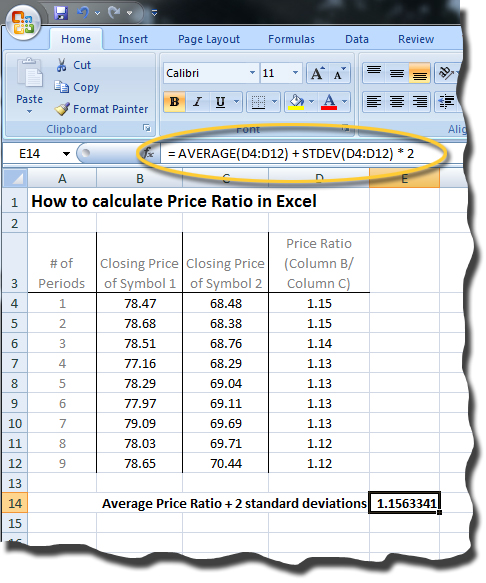 Home Insert Page Layout Formulas Data Review
Cut
Copy
Format Painter
Paste
Clipboard
Calibri 11 A A
B I U A
Font
E14 fx =AVERAGE(D4:D12)+STDEV(D4:D12) * 2
A B C D E
1 How to calculate Price Ratio in Excel
2
3 # of Periods Closing Price of Symbol 1 Closing Price of Symbol 2 Price Ratio (Column B/ Column C)
4 1 78.47 68.48 1.15
5 2 78.68 68.38 1.15
6 3 78.51 68.76 1.14
7 4 77.16 68.29 1.13
8 5 78.29 69.04 1.13
9 6 77.97 69.11 1.13
10 7 79.09 69.69 1.13
11 8 78.03 69.71 1.12
12 9 78.65 70.44 1.12
13
14 Average Price Ratio + 2 standard deviations 1.1563341
15